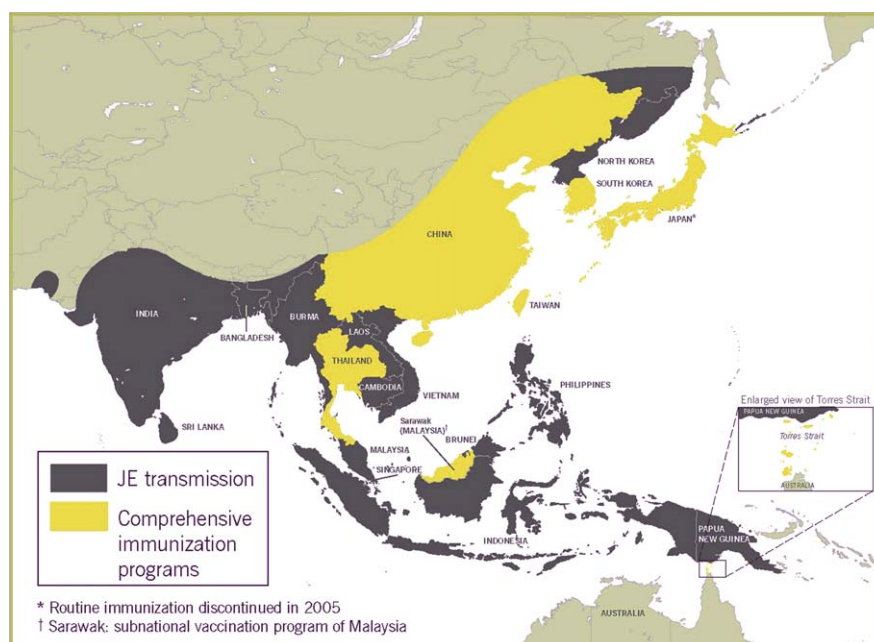 NORTH KOREA
SOUTH KOREA
JAPAN*
CHINA
TAIWAN
INDIA
BURMA
BANGLADESH
LAOS
THAILAND
CAMBODIA
VIETNAM
PHILIPPINES
SRI LANKA
Sarawak
(MALAYSIA)†
BRUNEI
MALAYSIA
SINGAPORE
INDONESIA
PAPUA
NEW GUINEA
AUSTRALIA
Enlarged view of Torres Strait
PAPUA NEW GUINEA
Torres Strait
AUSTRALIA
JE transmission
Comprehensive
immunization
programs
* Routine immunization discontinued in 2005
† Sarawak: subnational vaccination program of Malaysia